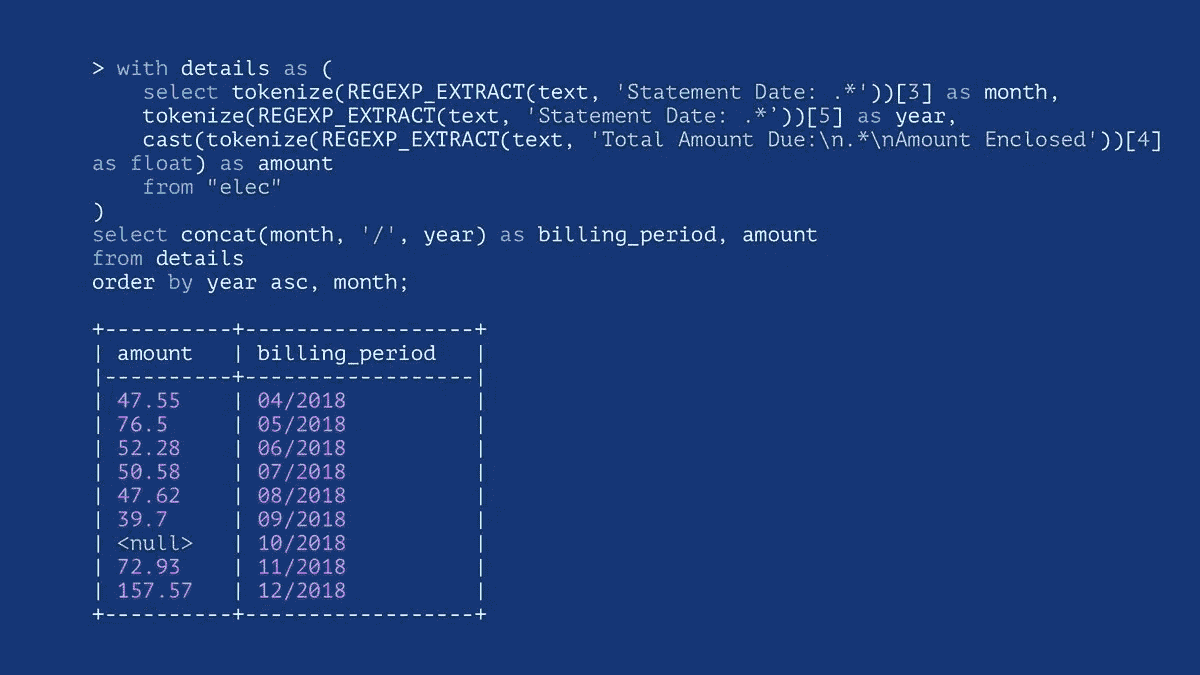 > with details as (
    select tokenize(REGEXP_EXTRACT(text, 'Statement Date: .*'))[3] as month,
    tokenize(REGEXP_EXTRACT(text, 'Statement Date: .*’))[5] as year,
    cast(tokenize(REGEXP_EXTRACT(text, 'Total Amount Due:\n.*\nAmount Enclosed'))[4]
as float) as amount
    from "elec"
)
select concat(month, '/', year) as billing_period, amount
from details
order by year asc, month;
+----------+------------------+
| amount   | billing_period   |
|----------+------------------|
| 47.55    | 04/2018          |
| 76.5     | 05/2018          |
| 52.28    | 06/2018          |
| 50.58    | 07/2018          |
| 47.62    | 08/2018          |
| 39.7     | 09/2018          |
| <null>   | 10/2018          |
| 72.93    | 11/2018          |
| 157.57   | 12/2018          |
+----------+------------------+